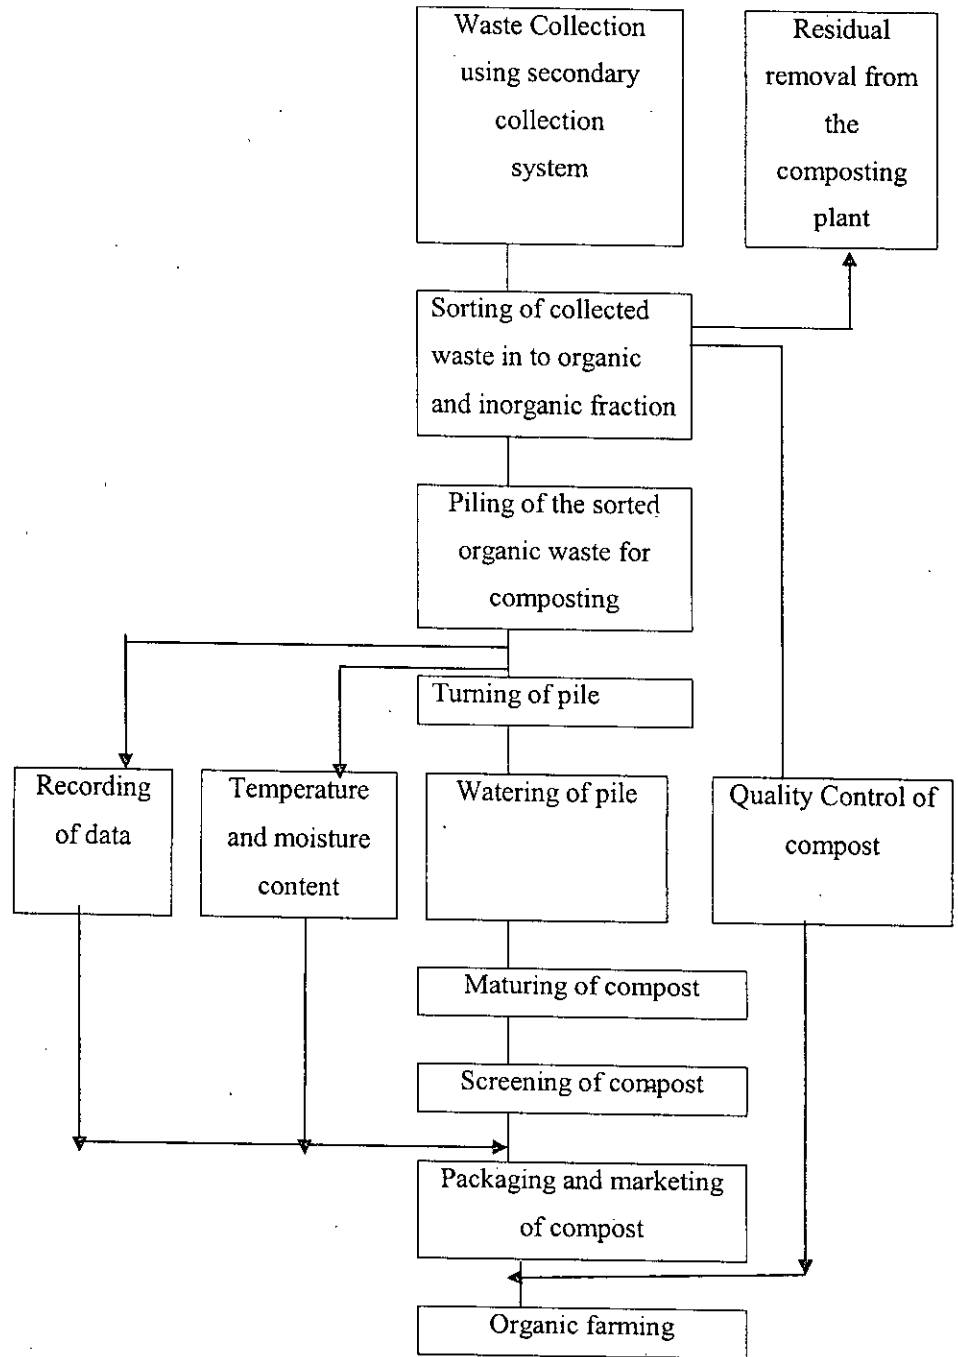 Waste Collection
using secondary
collection
system
Residual
removal from
the
composting
plant
Sorting of collected
waste in to organic
and inorganic fraction
Piling of the sorted
organic waste for
composting
Turning of pile
Recording
of data
Temperature
and moisture
content
Watering of pile
Quality Control of
compost
Maturing of compost
Screening of compost
Packaging and marketing
of compost
Organic farming